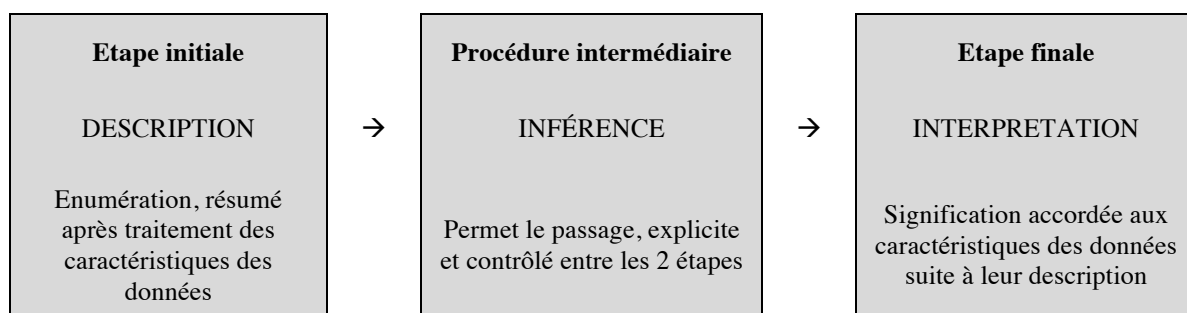 Etape initiale
DESCRIPTION
Enumération, résumé
après traitement des
caractéristiques des
données
→
Procédure intermédiaire
INFÉRENCE
Permet le passage, explicite
et contrôlé entre les 2 étapes
→
Etape finale
INTERPRETATION
Signification accordée aux
caractéristiques des données
suite à leur description